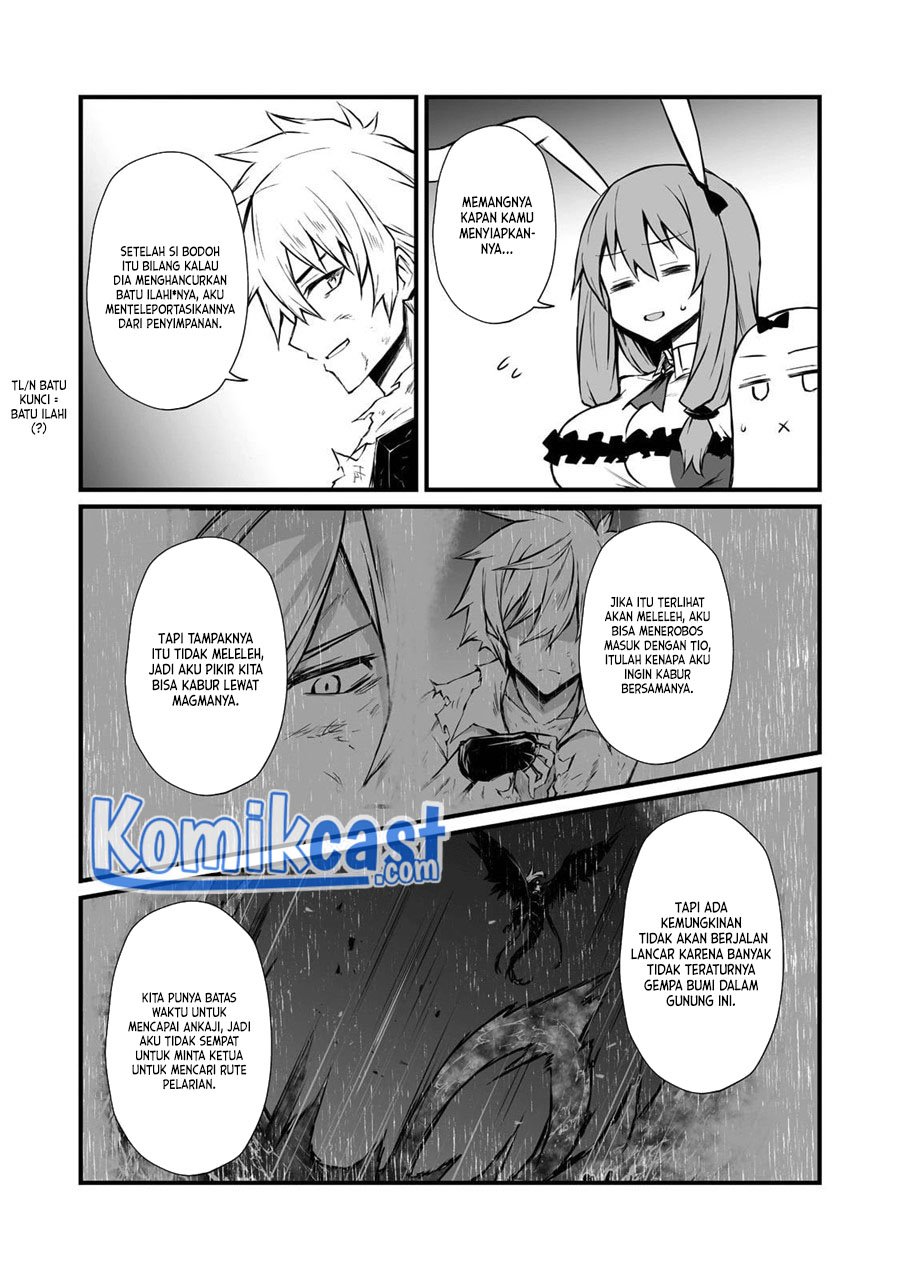 MEMANGNYA
KAPAN KAMU
MENYIAPKAN-
NYA...
SETELAH SI BODOH
ITU BILANG KALAU
DIA MENGHANCURKAN
BATU ILAHI*NYA, AKU
MENTELEPORTASIKANNYA
DARI PENYIMPANAN.
TL/N BATU
KUNCI =
BATU ILAHI
(?)
JIKA ITU TERLIHAT
AKAN MELELEH, AKU
BISA MENEROBOS
MASUK DENGAN TIO,
ITULAH KENAPA AKU
INGIN KABUR
BERSAMANYA.
TAPI TAMPAKNYA
ITU TIDAK MELELEH,
JADI AKU PIKIR KITA
BISA KABUR LEWAT
MAGMANYA.
Komikcast
.com
TAPI ADA
KEMUNGKINAN
TIDAK AKAN BERJALAN
LANCAR KARENA BANYAK
TIDAK TERATURNYA
GEMPA BUMI DALAM
GUNUNG INI.
KITA PUNYA BATAS
WAKTU UNTUK
MENCAPAI ANKAJI, JADI
AKU TIDAK SEMPAT
UNTUK MINTA KETUA
UNTUK MENCARI RUTE
PELARIAN.